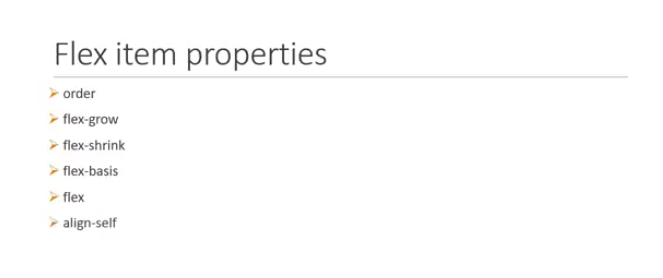 Flex item properties
order
flex-grow
flex-shrink
flex-basis
flex
align-self